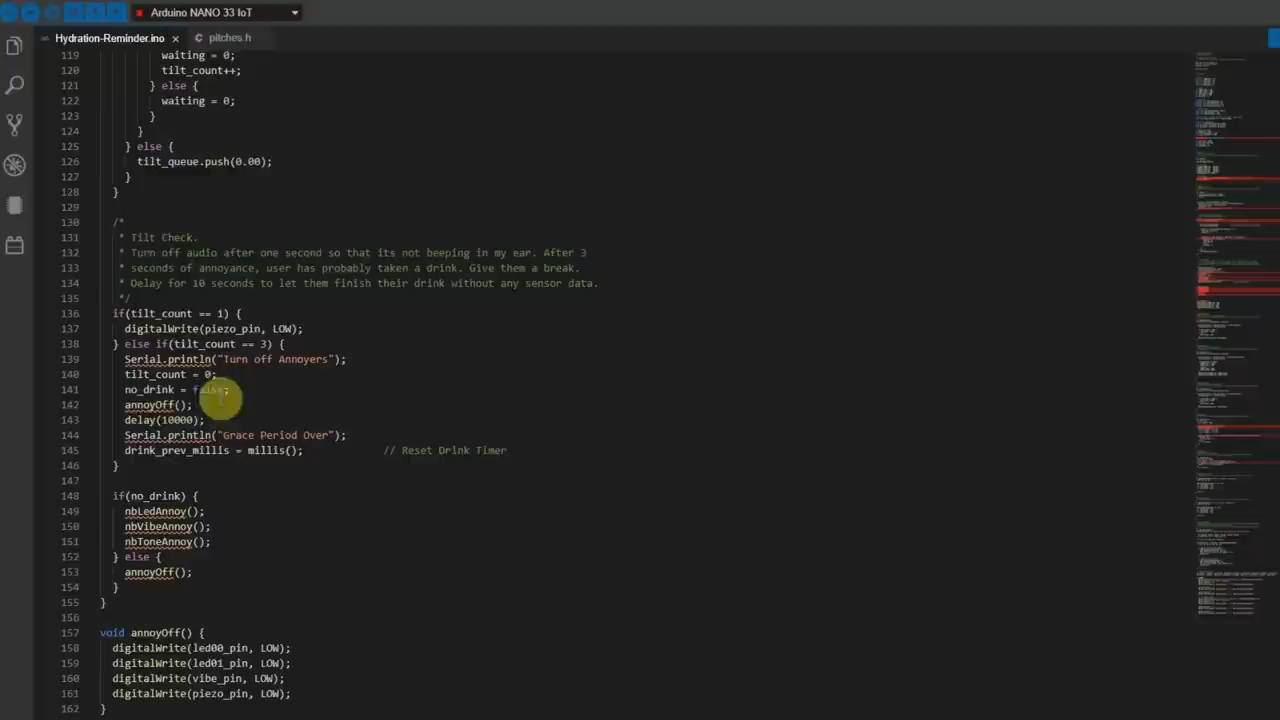 Arduino NANO 33 IoT
Hydration-Reminder.ino
C pitches.h
119 waiting = 0;
120 tilt_count++;
121 } else {
122 waiting = 0;
123 }
124 }
125 } else {
126 tilt_queue.push(0.00);
127 }
128 }
129
130 /*
131 * Tilt Check.
132 * Turn off audio after one second so that its not beeping in my ear. After 3
133 * seconds of annoyance, user has probably taken a drink. Give them a break.
134 * Delay for 10 seconds to let them finish their drink without any sensor data.
135 */
136 if(tilt_count == 1) {
137 digitalWrite(piezo_pin, LOW);
138 } else if(tilt_count == 3) {
139 Serial.println("Turn off Annoyers");
140 tilt_count = 0;
141 no_drink = false;
142 annoyOff();
143 delay(10000);
144 Serial.println("Grace Period Over");
145 drink_prev_millis = millis(); // Reset Drink Timer
146 }
147
148 if(no_drink) {
149 nbLedAnnoy();
150 nbVibeAnnoy();
151 nbToneAnnoy();
152 } else {
153 annoyOff();
154 }
155 }
156
157 void annoyOff() {
158 digitalWrite(led00_pin, LOW);
159 digitalWrite(led01_pin, LOW);
160 digitalWrite(vibe_pin, LOW);
161 digitalWrite(piezo_pin, LOW);
162 }